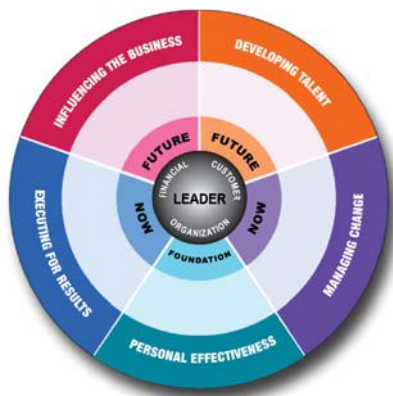 INFLUENCING THE BUSINESS
DEVELOPING TALENT
FUTURE
FUTURE
FINANCIAL
CUSTOMER
EXECUTING FOR RESULTS
NOW
LEADER
NOW
MANAGING CHANGE
ORGANIZATION
FOUNDATION
PERSONAL EFFECTIVENESS